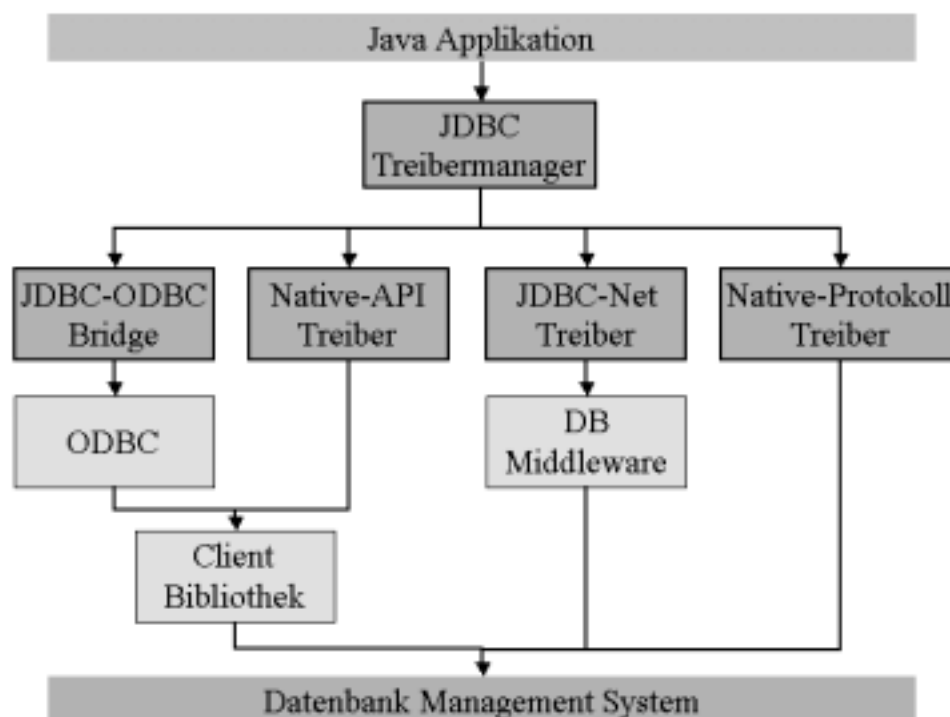 Java Applikation
JDBC
Treibermanager
JDBC-ODBC
Bridge
Native-API
Treiber
JDBC-Net
Treiber
Native-Protokoll
Treiber
ODBC
DB
Middleware
Client
Bibliothek
Datenbank Management System